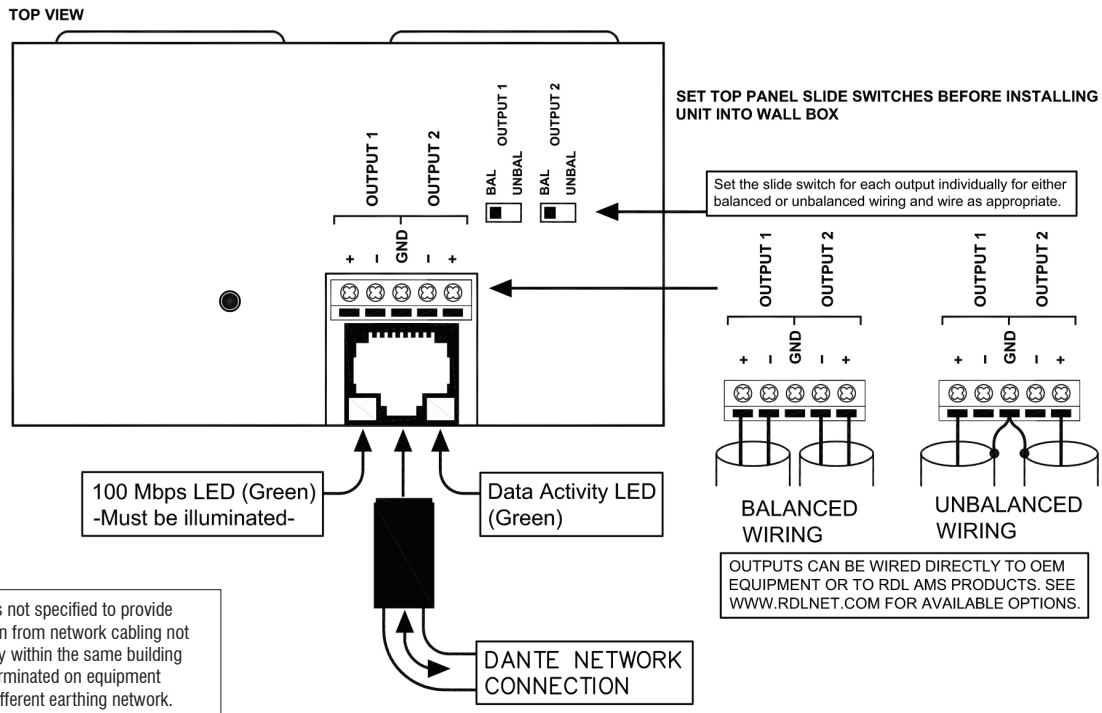 TOP VIEW
OUTPUT 1
OUTPUT 2
+ – GND – +
OUTPUT 1
OUTPUT 2
BAL
UNBAL
BAL
UNBAL
SET TOP PANEL SLIDE SWITCHES BEFORE INSTALLING
UNIT INTO WALL BOX
Set the slide switch for each output individually for either
balanced or unbalanced wiring and wire as appropriate.
OUTPUT 1
OUTPUT 2
+ – GND – +
OUTPUT 1
OUTPUT 2
+ – GND – +
BALANCED
WIRING
UNBALANCED
WIRING
OUTPUTS CAN BE WIRED DIRECTLY TO OEM
EQUIPMENT OR TO RDL AMS PRODUCTS. SEE
WWW.RDLNET.COM FOR AVAILABLE OPTIONS.
100 Mbps LED (Green)
-Must be illuminated-
Data Activity LED
(Green)
DANTE NETWORK
CONNECTION
not specified to provide
from network cabling not
within the same building
terminated on equipment
different earthing network.